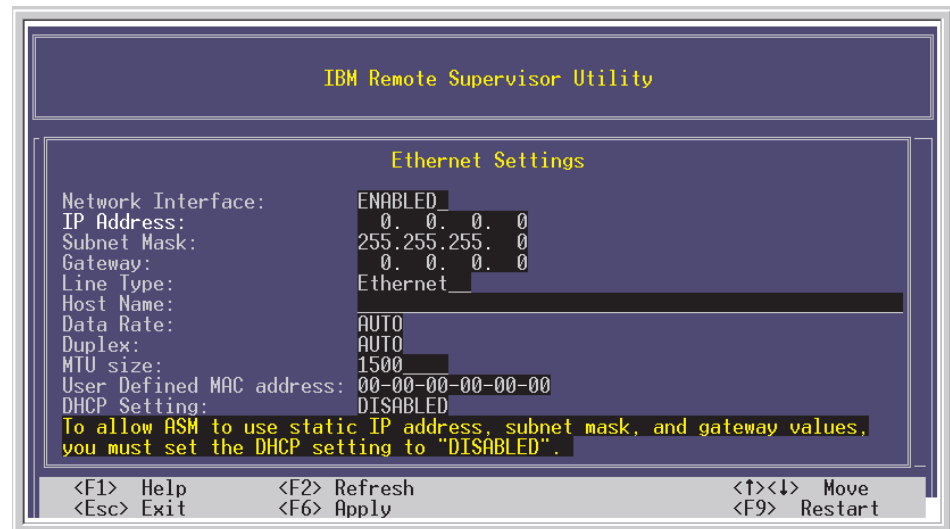 IBM Remote Supervisor Utility
Ethernet Settings
Network Interface: ENABLED_
IP Address: 0. 0. 0. 0
Subnet Mask: 255.255.255. 0
Gateway: 0. 0. 0. 0
Line Type: Ethernet__
Host Name:
Data Rate: AUTO
Duplex: AUTO
MTU size: 1500____
User Defined MAC address: 00-00-00-00-00-00
DHCP Setting: DISABLED
To allow ASM to use static IP address, subnet mask, and gateway values,
you must set the DHCP setting to "DISABLED".
<F1> Help <F2> Refresh <↑><↓> Move
<Esc> Exit <F6> Apply <F9> Restart